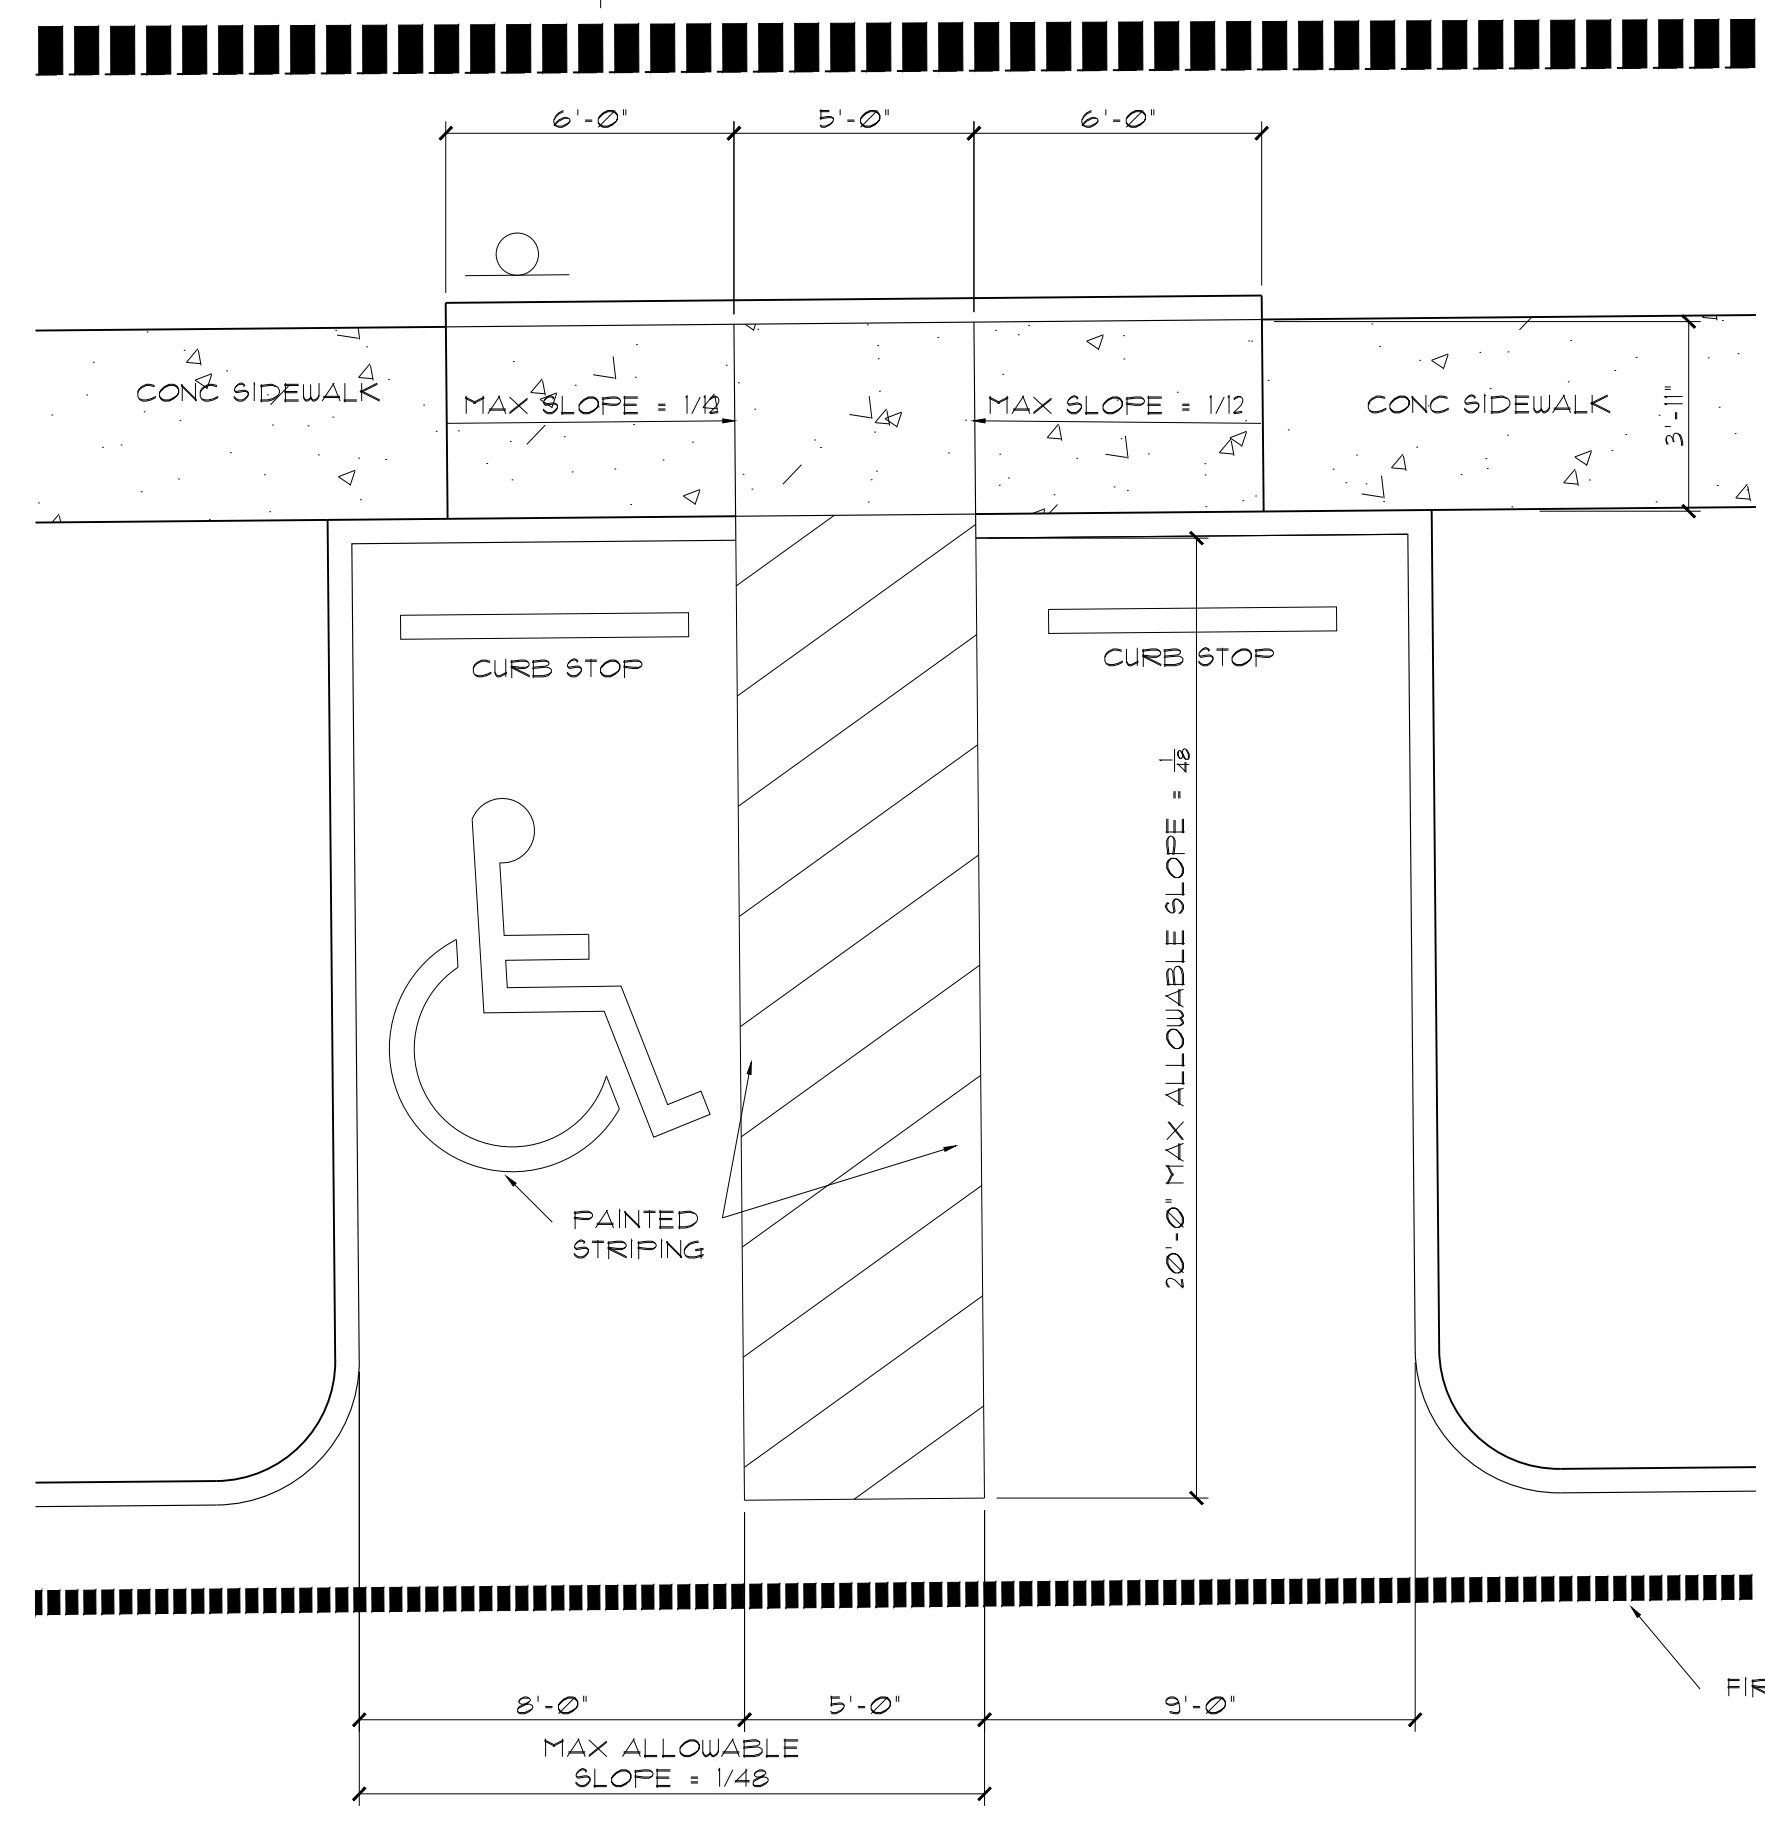 6'-0" 5'-0" 6'-0"
CONC SIDEWALK
MAX SLOPE = 1/12
MAX SLOPE = 1/12
CONC SIDEWALK
3'-11"
CURB STOP
CURB STOP
20'-0" MAX ALLOWABLE SLOPE = 1/48
PAINTED
STRIPING
8'-0" 5'-0" 9'-0"
MAX ALLOWABLE
SLOPE = 1/48